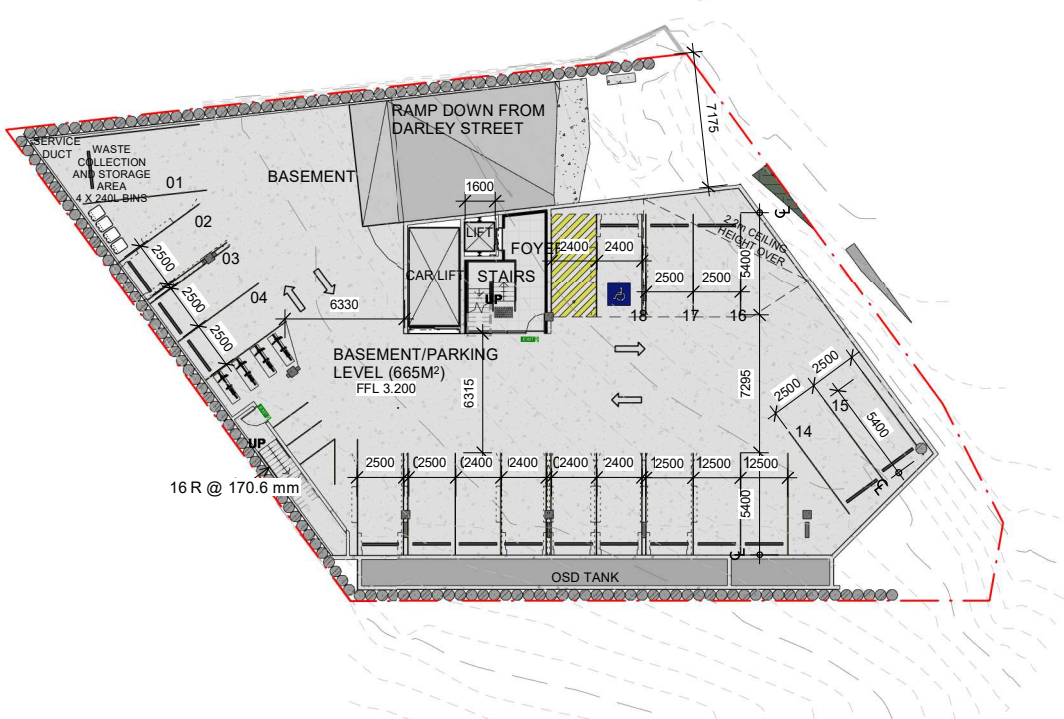 RAMP DOWN FROM
DARLEY STREET
7175
SERVICE
DUCT
WASTE
COLLECTION
AND STORAGE
AREA
4 X 240L BINS
01
BASEMENT
1600
02
LIFT
FOYER
2400
2400
2.2m CEILING
HEIGHT OVER
5400
03
2500
CAR LIFT
STAIRS
2500
2500
UP
04
2500
6330
18
17
16
2500
BASEMENT/PARKING
LEVEL (665M²)
FFL 3.200
6315
7295
2500
2500
15
14
5400
UP
16 R @ 170.6 mm
2500
2500
2400
2400
2400
2400
2500
2500
2500
5400
OSD TANK